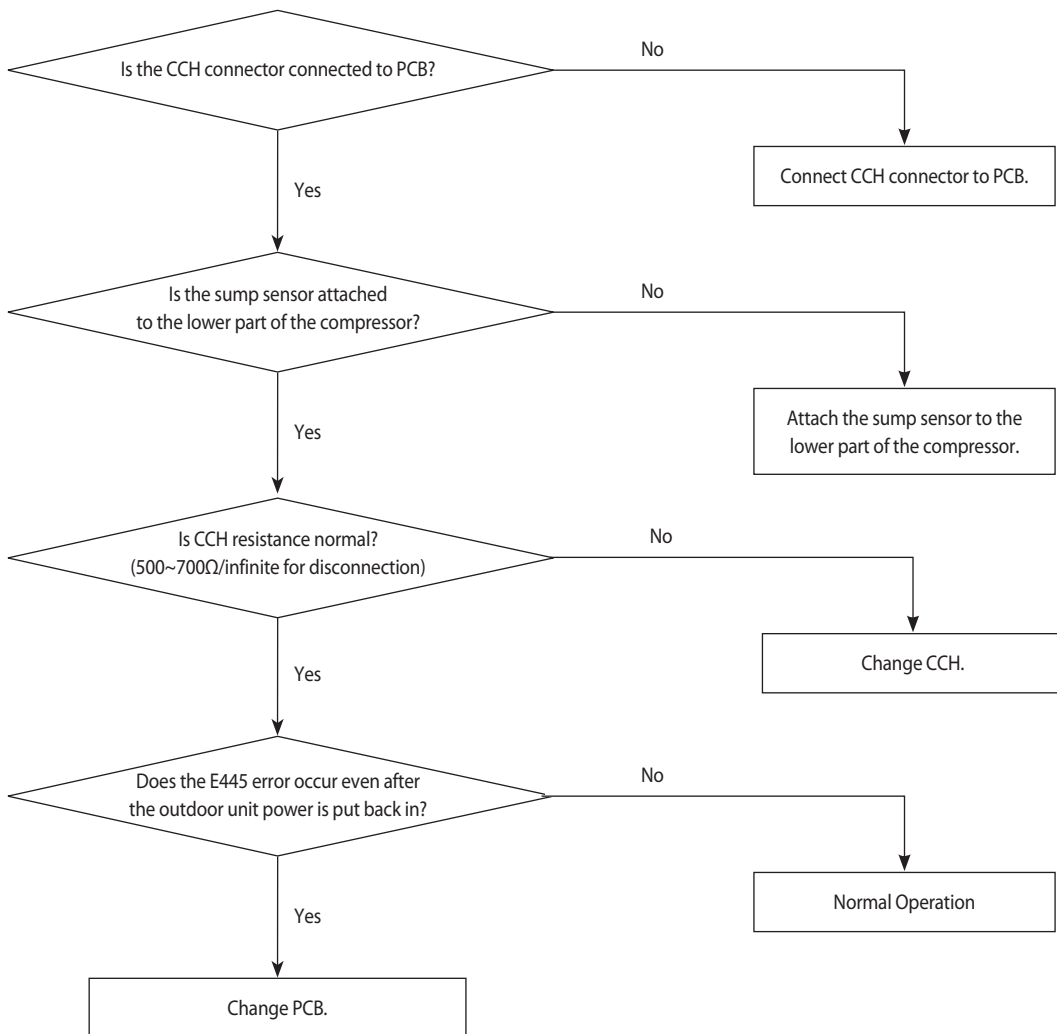 Is the CCH connector connected to PCB?
No
Connect CCH connector to PCB.
Yes
Is the sump sensor attached
to the lower part of the compressor?
No
Attach the sump sensor to the
lower part of the compressor.
Yes
Is CCH resistance normal?
(500~700Ω/infinite for disconnection)
No
Change CCH.
Yes
Does the E445 error occur even after
the outdoor unit power is put back in?
No
Normal Operation
Yes
Change PCB.